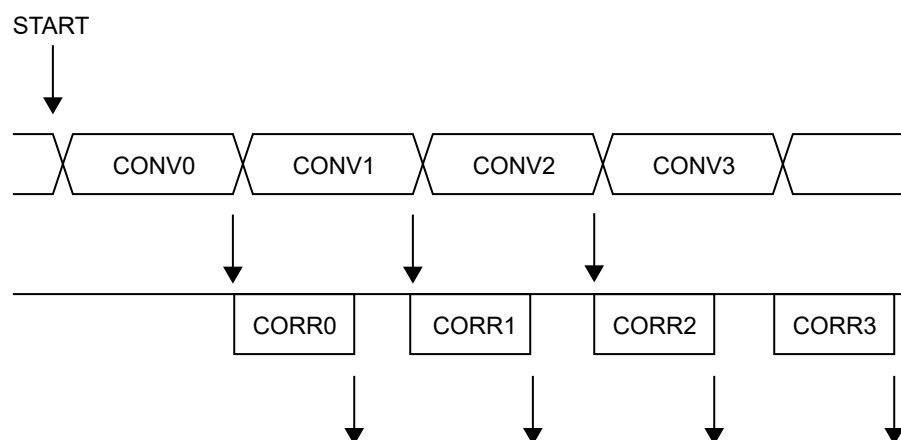 START
CONV0 CONV1 CONV2 CONV3
CORR0 CORR1 CORR2 CORR3